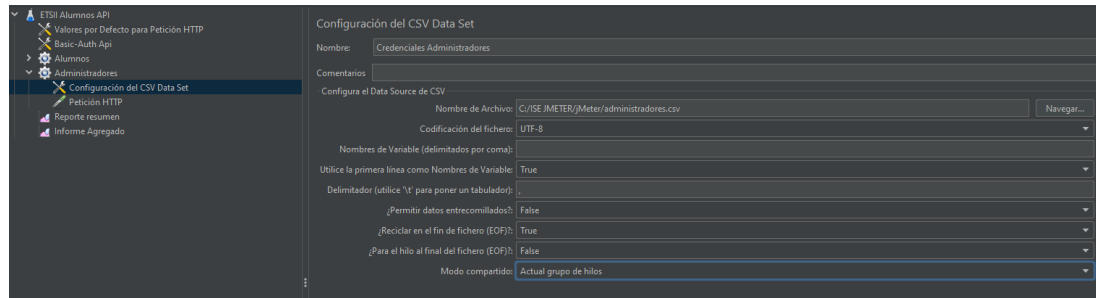 ETSII Alumnos API
Valores por Defecto para Petición HTTP
Basic-Auth Api
Alumnos
Administradores
Configuración del CSV Data Set
Petición HTTP
Reporte resumen
Informe Agregado
Configuración del CSV Data Set
Nombre: Credenciales Administradores
Comentarios
Configura el Data Source de CSV
Nombre de Archivo: C:/ISE JMETER/jMeter/administradores.csv Navegar...
Codificación del fichero: UTF-8
Nombres de Variable (delimitados por coma):
Utilice la primera línea como Nombres de Variable: True
Delimitador (utilice '\t' para poner un tabulador): ,
¿Permitir datos entrecomillados?: False
¿Reciclar en el fin de fichero (EOF)?: True
¿Para el hilo al final del fichero (EOF)?: False
Modo compartido: Actual grupo de hilos